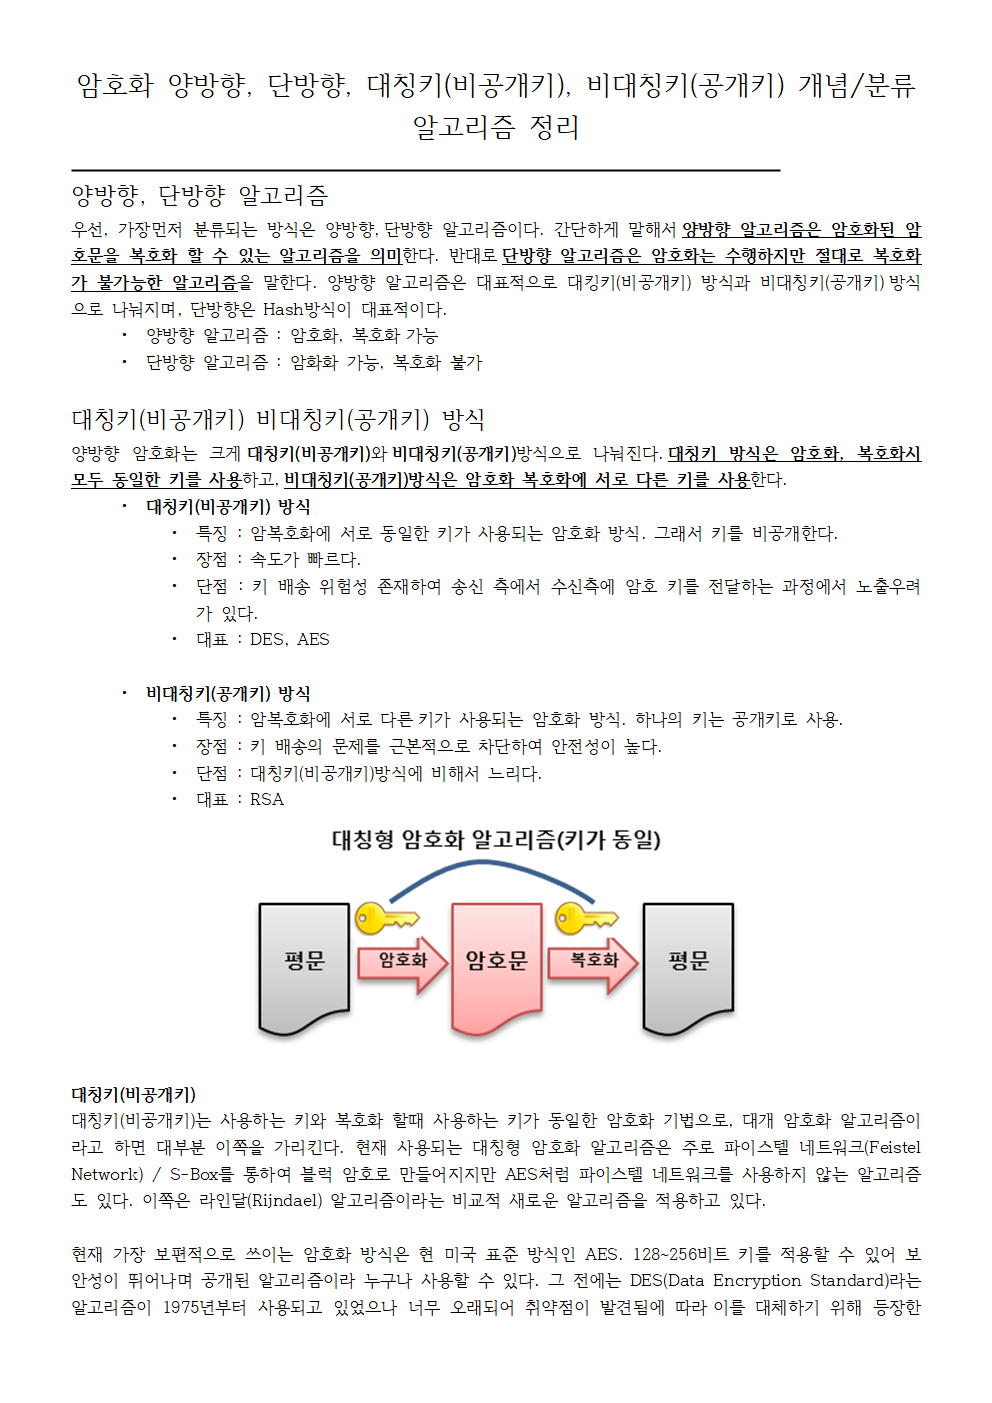 암호화 양방향, 단방향, 대칭키(비공개키), 비대칭키(공개키) 개념/분류
알고리즘 정리
양방향, 단방향 알고리즘
우선, 가장먼저 분류되는 방식은 양방향,단방향 알고리즘이다. 간단하게 말해서 양방향 알고리즘은 암호화된 암
호문을 복호화 할 수 있는 알고리즘을 의미한다. 반대로 단방향 알고리즘은 암호화는 수행하지만 절대로 복호화
가 불가능한 알고리즘을 말한다. 양방향 알고리즘은 대표적으로 대킹키(비공개키) 방식과 비대칭키(공개키) 방식
으로 나눠지며, 단방향은 Hash방식이 대표적이다.
• 양방향 알고리즘 : 암호화, 복호화 가능
• 단방향 알고리즘 : 암화화 가능, 복호화 불가
대칭키(비공개키) 비대칭키(공개키) 방식
양방향 암호화는 크게 대칭키(비공개키)와 비대칭키(공개키)방식으로 나눠진다. 대칭키 방식은 암호화, 복호화시
모두 동일한 키를 사용하고, 비대칭키(공개키)방식은 암호화 복호화에 서로 다른 키를 사용한다.
• 대칭키(비공개키) 방식
• 특징 : 암복호화에 서로 동일한 키가 사용되는 암호화 방식. 그래서 키를 비공개한다.
• 장점 : 속도가 빠르다.
• 단점 : 키 배송 위험성 존재하여 송신 측에서 수신측에 암호 키를 전달하는 과정에서 노출우려
가 있다.
• 대표 : DES, AES
• 비대칭키(공개키) 방식
• 특징 : 암복호화에 서로 다른 키가 사용되는 암호화 방식. 하나의 키는 공개키로 사용.
• 장점 : 키 배송의 문제를 근본적으로 차단하여 안전성이 높다.
• 단점 : 대칭키(비공개키)방식에 비해서 느리다.
• 대표 : RSA
대칭형 암호화 알고리즘(키가 동일)
평문 암호화 암호문 복호화 평문
대칭키(비공개키)
대칭키(비공개키)는 사용하는 키와 복호화 할때 사용하는 키가 동일한 암호화 기법으로, 대개 암호화 알고리즘이
라고 하면 대부분 이쪽을 가리킨다. 현재 사용되는 대칭형 암호화 알고리즘은 주로 파이스텔 네트워크(Feistel
Network) / S-Box를 통하여 블럭 암호로 만들어지지만 AES처럼 파이스텔 네트워크를 사용하지 않는 알고리즘
도 있다. 이쪽은 라인달(Rijndael) 알고리즘이라는 비교적 새로운 알고리즘을 적용하고 있다.
현재 가장 보편적으로 쓰이는 암호화 방식은 현 미국 표준 방식인 AES. 128~256비트 키를 적용할 수 있어 보
안성이 뛰어나며 공개된 알고리즘이라 누구나 사용할 수 있다. 그 전에는 DES(Data Encryption Standard)라는
알고리즘이 1975년부터 사용되고 있었으나 너무 오래되어 취약점이 발견됨에 따라 이를 대체하기 위해 등장한